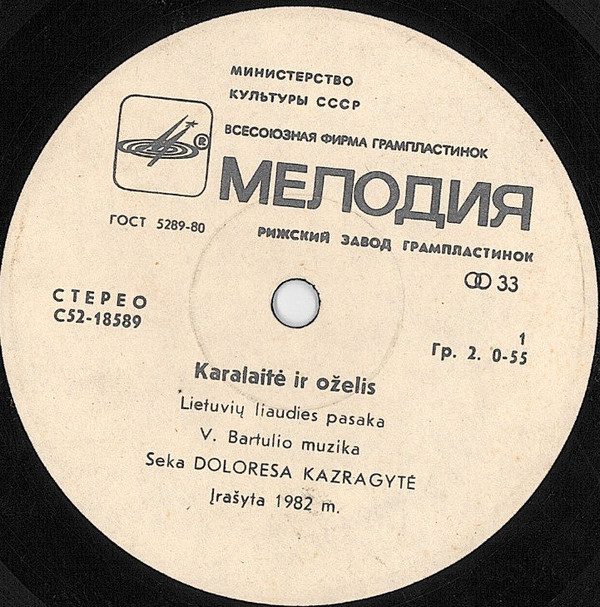 МИНИСТЕРСТВО
КУЛЬТУРЫ СССР
ВСЕСОЮЗНАЯ ФИРМА ГРАМПЛАСТИНОК
®
МЕЛОДИЯ
ГОСТ 5289-80
РИЖСКИЙ ЗАВОД ГРАМПЛАСТИНОК
33
СТЕРЕО
С52-18589
1
Гр. 2. 0-55
Karalaitė ir oželis
Lietuvių liaudies pasaka
V. Bartulio muzika
Seka DOLORESA KAZRAGYTĖ
Įrašyta 1982 m.